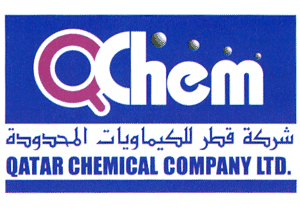 QChem
شركة قطر للكيماويات المحدودة
QATAR CHEMICAL COMPANY LTD.